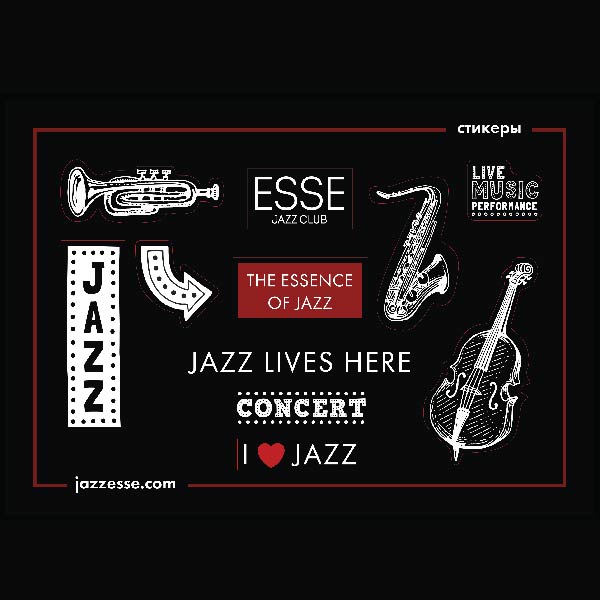 стикеры
ESSE
JAZZ CLUB
LIVE
MUSIC
PERFORMANCE
JAZZ
THE ESSENCE
OF JAZZ
JAZZ LIVES HERE
CONCERT
I ❤ JAZZ
jazzesse.com